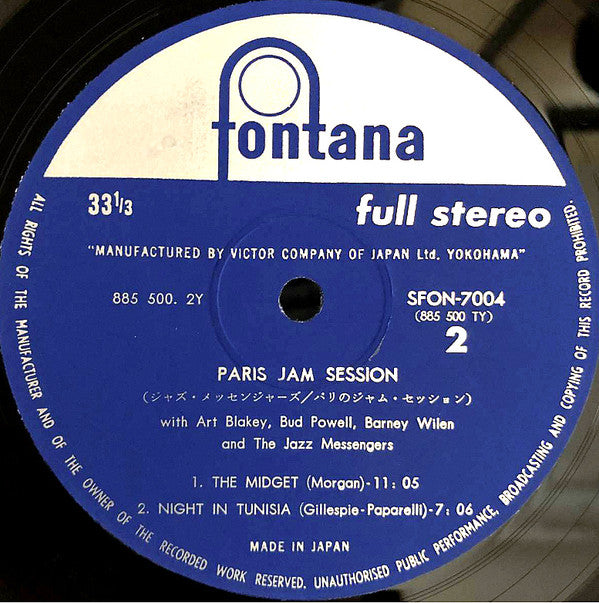 fontana
33 1/3
full stereo
"MANUFACTURED BY VICTOR COMPANY OF JAPAN Ltd. YOKOHAMA"
885 500. 2Y
SFON-7004
(885 500 TY)
2
PARIS JAM SESSION
(ジャズ・メッセンジャーズ/パリのジャム・セッション)
with Art Blakey, Bud Powell, Barney Wilen
and The Jazz Messengers
1. THE MIDGET (Morgan)-11: 05
2. NIGHT IN TUNISIA (Gillespie-Paparelli)-7: 06
MADE IN JAPAN
ALL RIGHTS OF THE MANUFACTURER AND OF THE OWNER OF THE RECORDED WORK RESERVED. UNAUTHORISED PUBLIC PERFORMANCE, BROADCASTING AND COPYING OF THIS RECORD PROHIBITED.